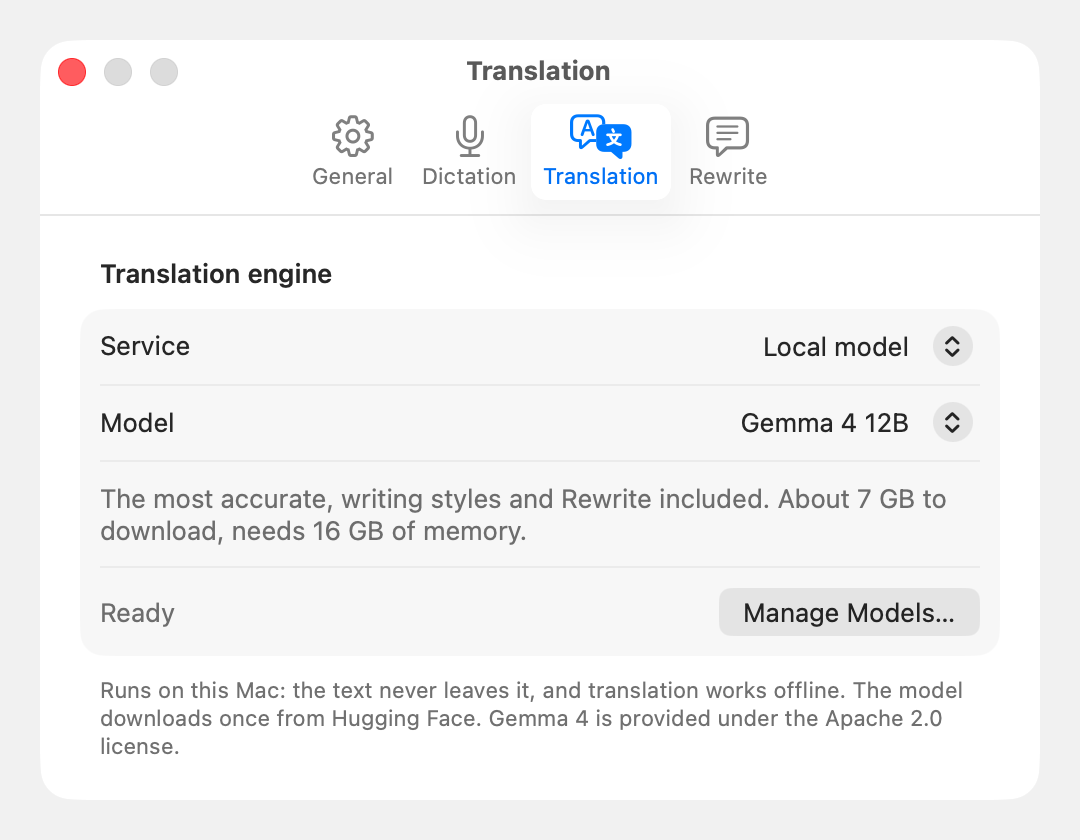 Translation
General
Dictation
Translation
Rewrite
Translation engine
Service
Local model
Model
Gemma 4 12B
The most accurate, writing styles and Rewrite included. About 7 GB to
download, needs 16 GB of memory.
Ready
Manage Models...
Runs on this Mac: the text never leaves it, and translation works offline. The model
downloads once from Hugging Face. Gemma 4 is provided under the Apache 2.0
license.